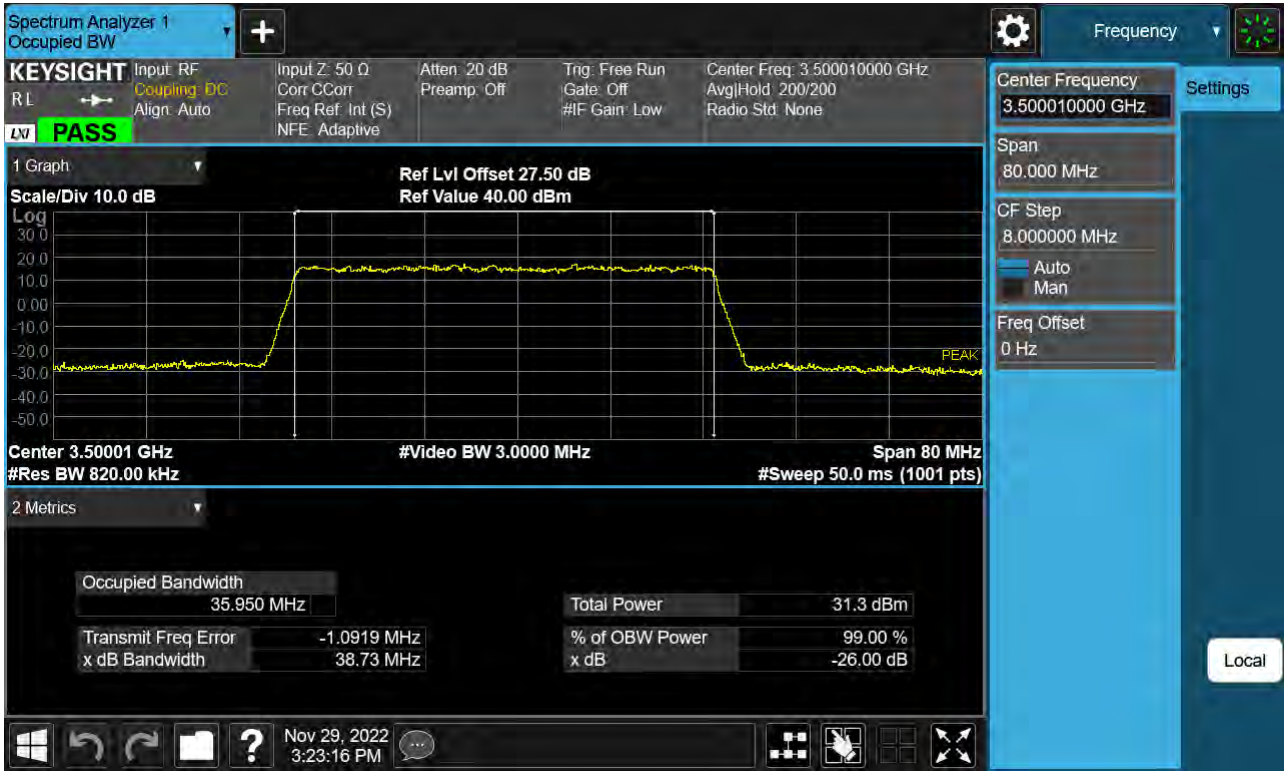 Spectrum Analyzer 1
Occupied BW
+
Frequency
KEYSIGHT
R L
LXI
PASS
Input: RF
Coupling: DC
Align: Auto
Input Z: 50 Ω
Corr CCorr
Freq Ref: Int (S)
NFE: Adaptive
Atten: 20 dB
Preamp: Off
Trig: Free Run
Gate: Off
#IF Gain: Low
Center Freq: 3.500010000 GHz
Avg|Hold: 200/200
Radio Std: None
Center Frequency
3.500010000 GHz
Settings
Span
80.000 MHz
CF Step
8.000000 MHz
Auto
Man
Freq Offset
0 Hz
Local
1 Graph
Scale/Div 10.0 dB
Ref Lvl Offset 27.50 dB
Ref Value 40.00 dBm
Log
30.0
20.0
10.0
0.00
-10.0
-20.0
-30.0
-40.0
-50.0
PEAK
Center 3.50001 GHz
#Video BW 3.0000 MHz
Span 80 MHz
#Res BW 820.00 kHz
#Sweep 50.0 ms (1001 pts)
2 Metrics
Occupied Bandwidth
35.950 MHz
Total Power 31.3 dBm
Transmit Freq Error -1.0919 MHz
% of OBW Power 99.00 %
x dB Bandwidth 38.73 MHz
x dB -26.00 dB
?
Nov 29, 2022
3:23:16 PM